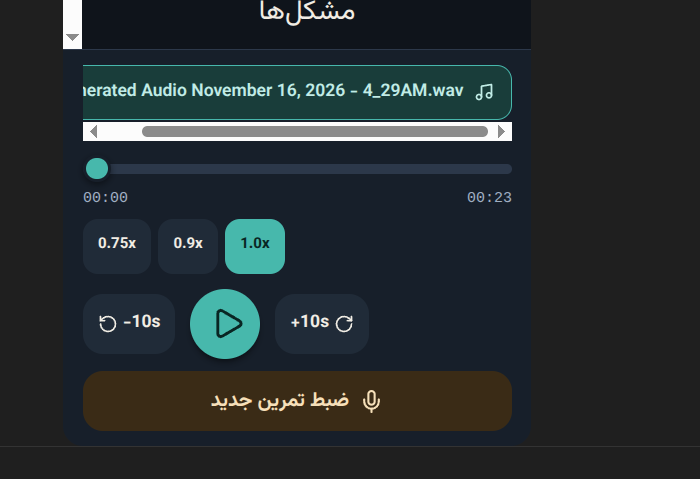 مشکل‌ها
nerated Audio November 16, 2026 - 4_29AM.wav
00:00
00:23
0.75x
0.9x
1.0x
-10s
+10s
ضبط تمرین جدید